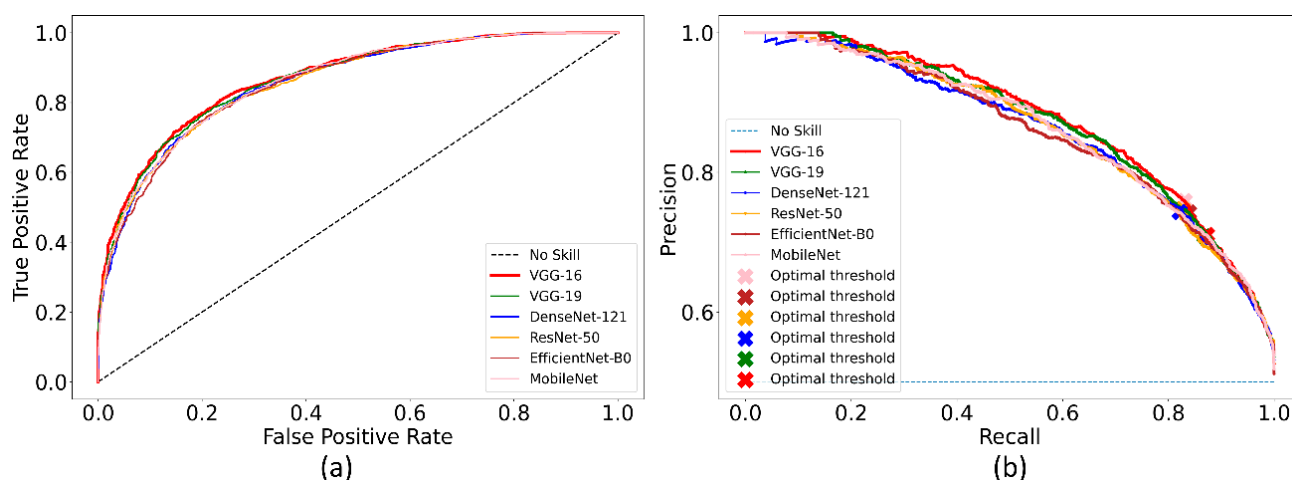 1.0
0.8
0.6
0.4
0.2
0.0
True Positive Rate
No Skill
VGG-16
VGG-19
DenseNet-121
ResNet-50
EfficientNet-B0
MobileNet
0.0 0.2 0.4 0.6 0.8 1.0
False Positive Rate
(a)
1.0
0.8
0.6
Precision
No Skill
VGG-16
VGG-19
DenseNet-121
ResNet-50
EfficientNet-B0
MobileNet
Optimal threshold
Optimal threshold
Optimal threshold
Optimal threshold
Optimal threshold
Optimal threshold
0.0 0.2 0.4 0.6 0.8 1.0
Recall
(b)